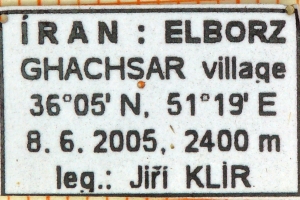 ÍRAN : ELBORZ
GHACHSAR village
36°05' N, 51°19' E
8. 6. 2005, 2400 m
leg.: Jiří KLÍR